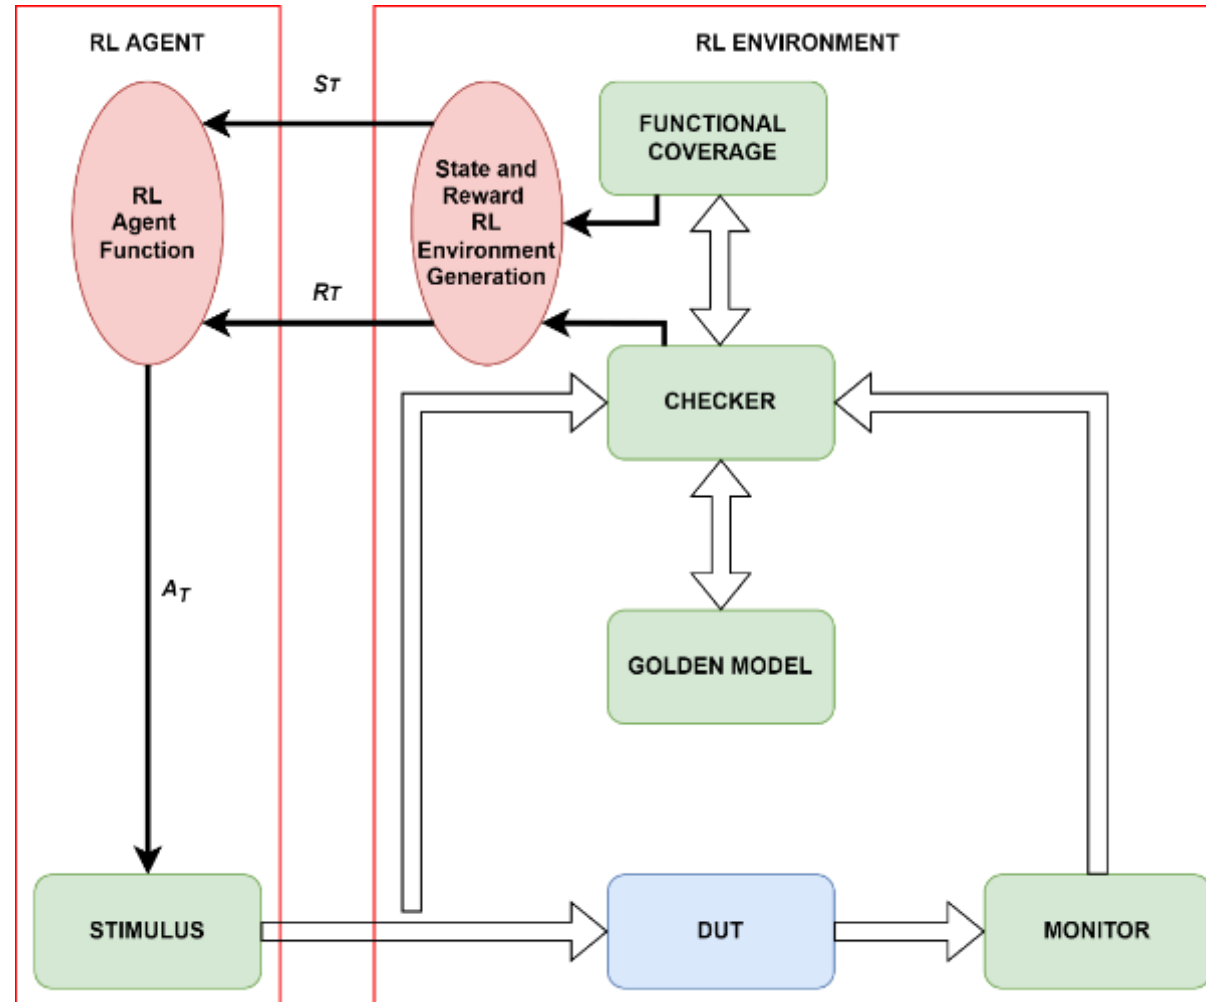 RL AGENT
RL ENVIRONMENT
ST
FUNCTIONAL
COVERAGE
State and
Reward
RL
Environment
Generation
RL
Agent
Function
RT
CHECKER
AT
GOLDEN MODEL
STIMULUS
DUT
MONITOR